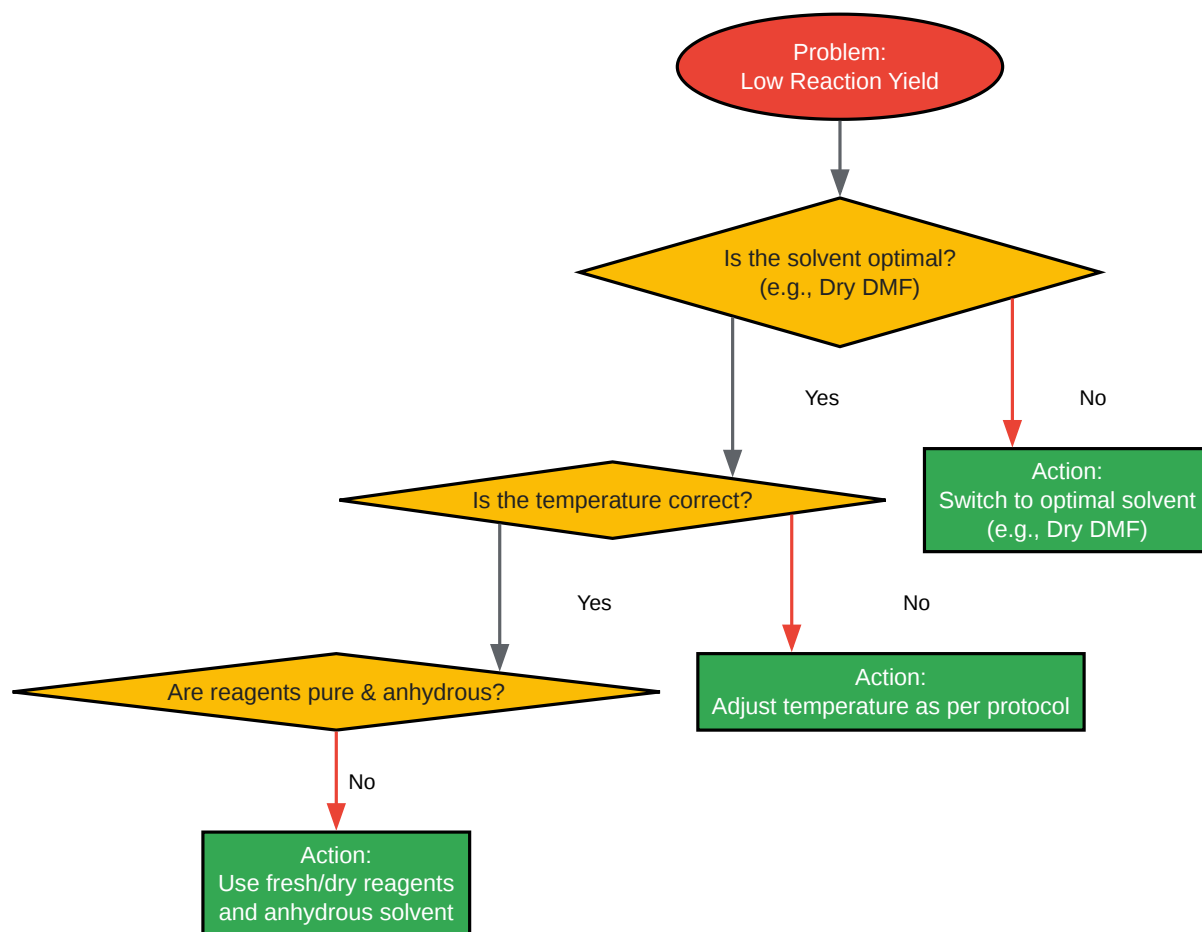 Problem:
Low Reaction Yield
Is the solvent optimal?
(e.g., Dry DMF)
Yes
No
Action:
Switch to optimal solvent
(e.g., Dry DMF)
Is the temperature correct?
Yes
No
Action:
Adjust temperature as per protocol
Are reagents pure & anhydrous?
No
Action:
Use fresh/dry reagents
and anhydrous solvent